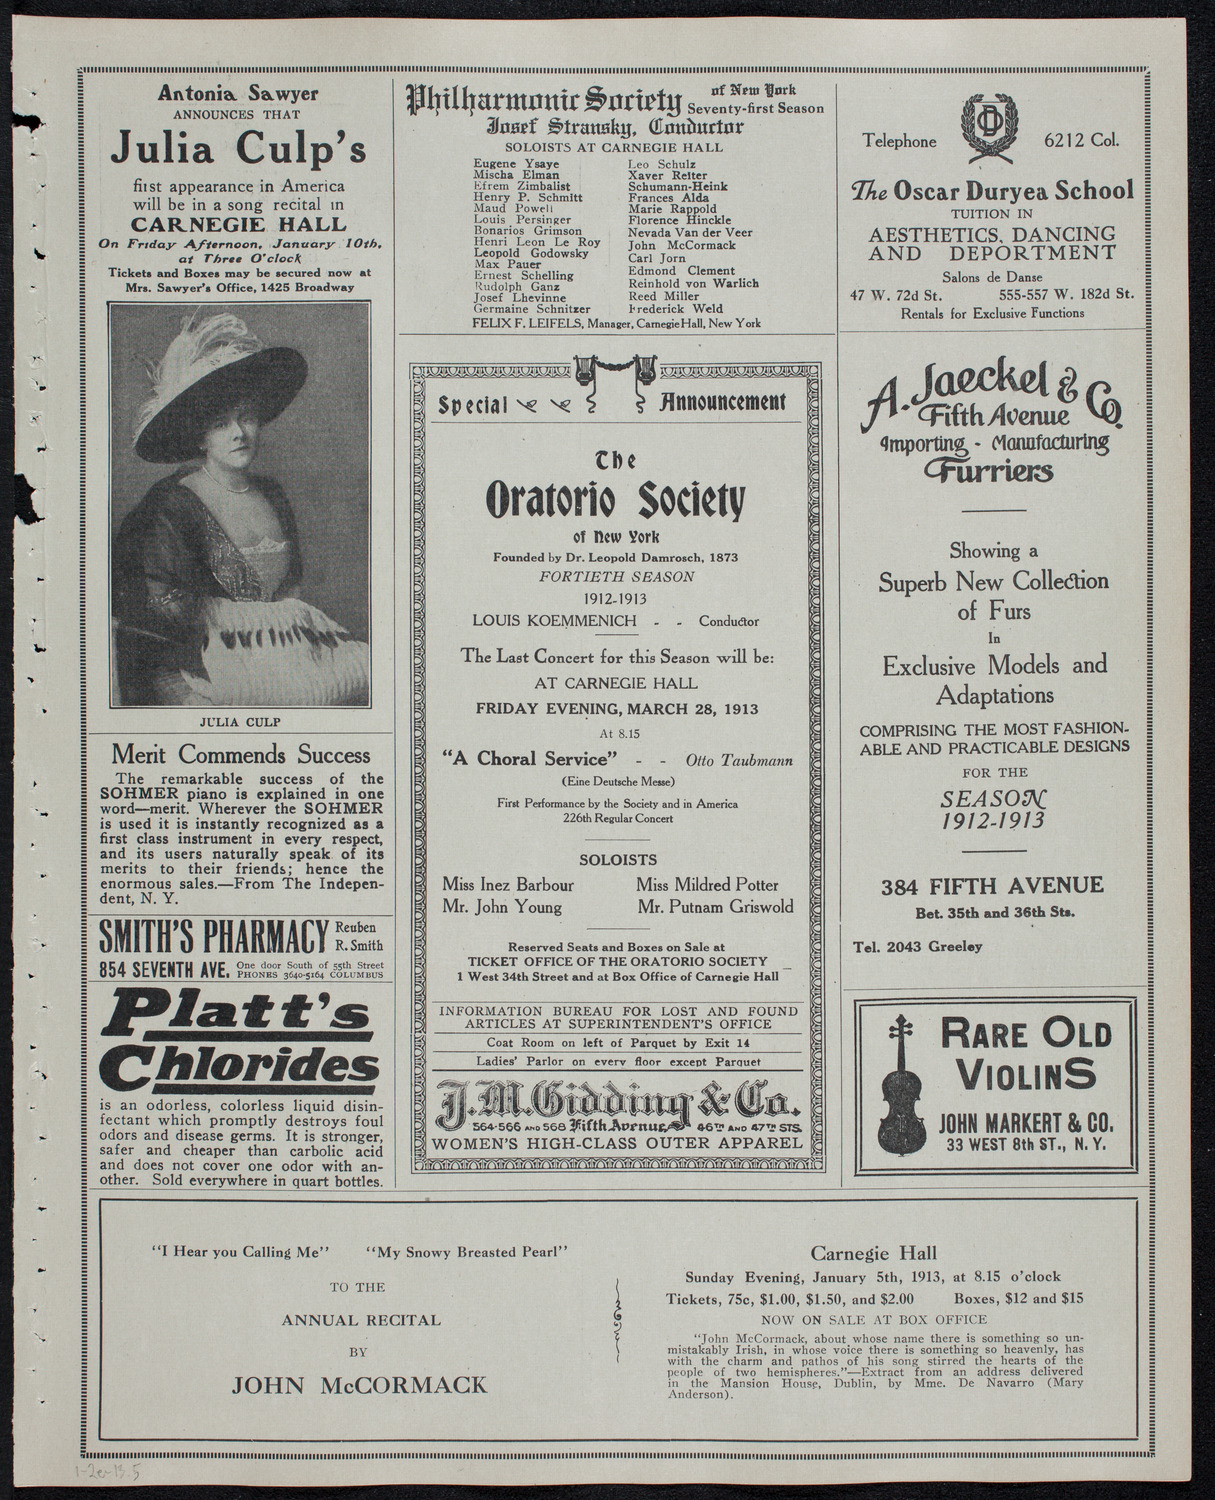 Antonia Sawyer
ANNOUNCES THAT
Julia Culp's
first appearance in America
will be in a song recital in
CARNEGIE HALL
On Friday Afternoon, January 10th,
at Three O'clock
Tickets and Boxes may be secured now at
Mrs. Sawyer's Office, 1425 Broadway
JULIA CULP
Merit Commends Success
The remarkable success of the
SOHMER piano is explained in one
word—merit. Wherever the SOHMER
is used it is instantly recognized as a
first class instrument in every respect,
and its users naturally speak of its
merits to their friends; hence the
enormous sales.—From The Indepen-
dent, N. Y.
SMITH'S PHARMACY Reuben
R. Smith
854 SEVENTH AVE. One door South of 55th Street
PHONES 3640-5164 COLUMBUS
Platt's
Chlorides
is an odorless, colorless liquid disin-
fectant which promptly destroys foul
odors and disease germs. It is stronger,
safer and cheaper than carbolic acid
and does not cover one odor with an-
other. Sold everywhere in quart bottles.
Philharmonic Society of New York
Seventy-first Season
Josef Stransky, Conductor
SOLOISTS AT CARNEGIE HALL
Eugene Ysaye
Mischa Elman
Efrem Zimbalist
Henry P. Schmitt
Maud Powell
Louis Persinger
Bonarios Grimson
Henri Leon Le Roy
Leopold Godowsky
Max Pauer
Ernest Schelling
Rudolph Ganz
Josef Lhevinne
Germaine Schnitzer
Leo Schulz
Xaver Reiter
Schumann-Heink
Frances Alda
Marie Rappold
Florence Hinckle
Nevada Van der Veer
John McCormack
Carl Jorn
Edmond Clement
Reinhold von Warlich
Reed Miller
Frederick Weld
FELIX F. LEIFELS, Manager, Carnegie Hall, New York
Special Announcement
The
Oratorio Society
of New York
Founded by Dr. Leopold Damrosch, 1873
FORTIETH SEASON
1912-1913
LOUIS KOEMMENICH - - Conductor
The Last Concert for this Season will be:
AT CARNEGIE HALL
FRIDAY EVENING, MARCH 28, 1913
At 8.15
"A Choral Service" - - Otto Taubmann
(Eine Deutsche Messe)
First Performance by the Society and in America
226th Regular Concert
SOLOISTS
Miss Inez Barbour Miss Mildred Potter
Mr. John Young Mr. Putnam Griswold
Reserved Seats and Boxes on Sale at
TICKET OFFICE OF THE ORATORIO SOCIETY
1 West 34th Street and at Box Office of Carnegie Hall
INFORMATION BUREAU FOR LOST AND FOUND
ARTICLES AT SUPERINTENDENT'S OFFICE
Coat Room on left of Parquet by Exit 14
Ladies' Parlor on every floor except Parquet
J. M. Gidding & Co.
564-566 AND 568 Fifth Avenue, 46TH AND 47TH STS.
WOMEN'S HIGH-CLASS OUTER APPAREL
Telephone OD 6212 Col.
The Oscar Duryea School
TUITION IN
AESTHETICS, DANCING
AND DEPORTMENT
Salons de Danse
47 W. 72d St. 555-557 W. 182d St.
Rentals for Exclusive Functions
A. Jaeckel & Co.
Fifth Avenue
Importing - Manufacturing
Furriers
Showing a
Superb New Collection
of Furs
In
Exclusive Models and
Adaptations
COMPRISING THE MOST FASHION-
ABLE AND PRACTICABLE DESIGNS
FOR THE
SEASON
1912-1913
384 FIFTH AVENUE
Bet. 35th and 36th Sts.
Tel. 2043 Greeley
RARE OLD
VIOLINS
JOHN MARKERT & CO.
33 WEST 8th ST., N. Y.
"I Hear you Calling Me" "My Snowy Breasted Pearl"
TO THE
ANNUAL RECITAL
BY
JOHN McCORMACK
Carnegie Hall
Sunday Evening, January 5th, 1913, at 8.15 o'clock
Tickets, 75c, $1.00, $1.50, and $2.00 Boxes, $12 and $15
NOW ON SALE AT BOX OFFICE
"John McCormack, about whose name there is something so un-
mistakably Irish, in whose voice there is something so heavenly, has
with the charm and pathos of his song stirred the hearts of the
people of two hemispheres."—Extract from an address delivered
in the Mansion House, Dublin, by Mme. De Navarro (Mary
Anderson).